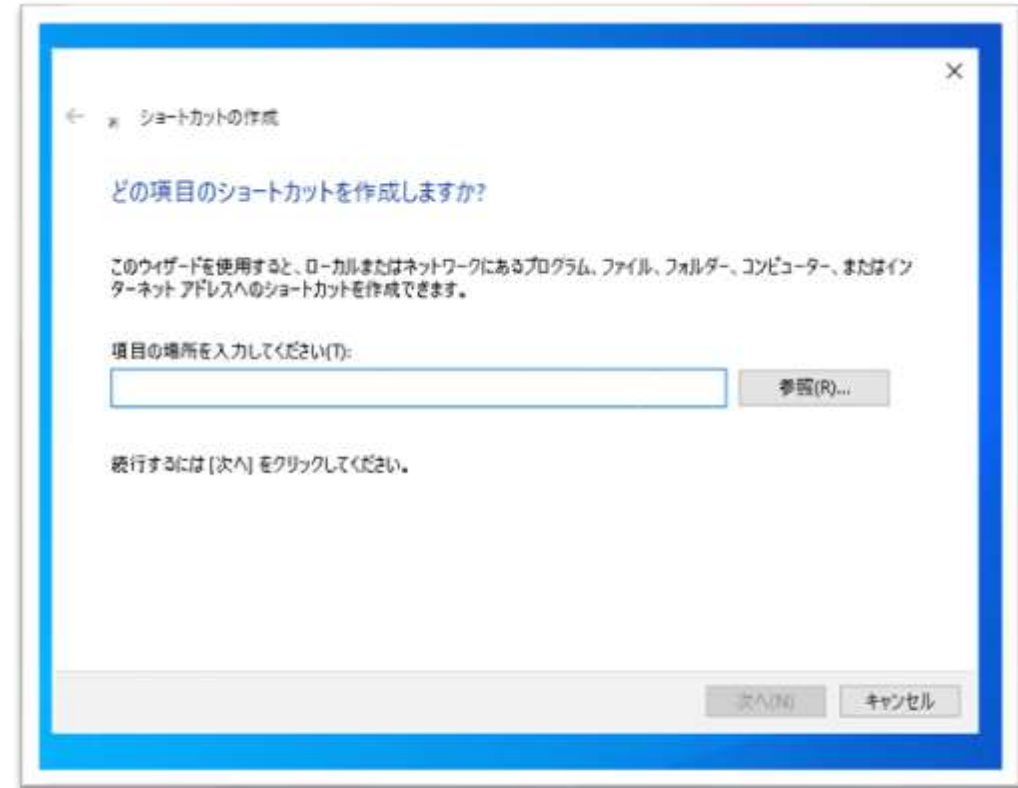 ショートカットの作成
どの項目のショートカットを作成しますか?
このウィザードを使用すると、ローカルまたはネットワークにあるプログラム、ファイル、フォルダー、コンピューター、またはイン
ターネット アドレスへのショートカットを作成できます。
項目の場所を入力してください(T):
参照(R)...
続行するには [次へ] をクリックしてください。
次へ(N)
キャンセル